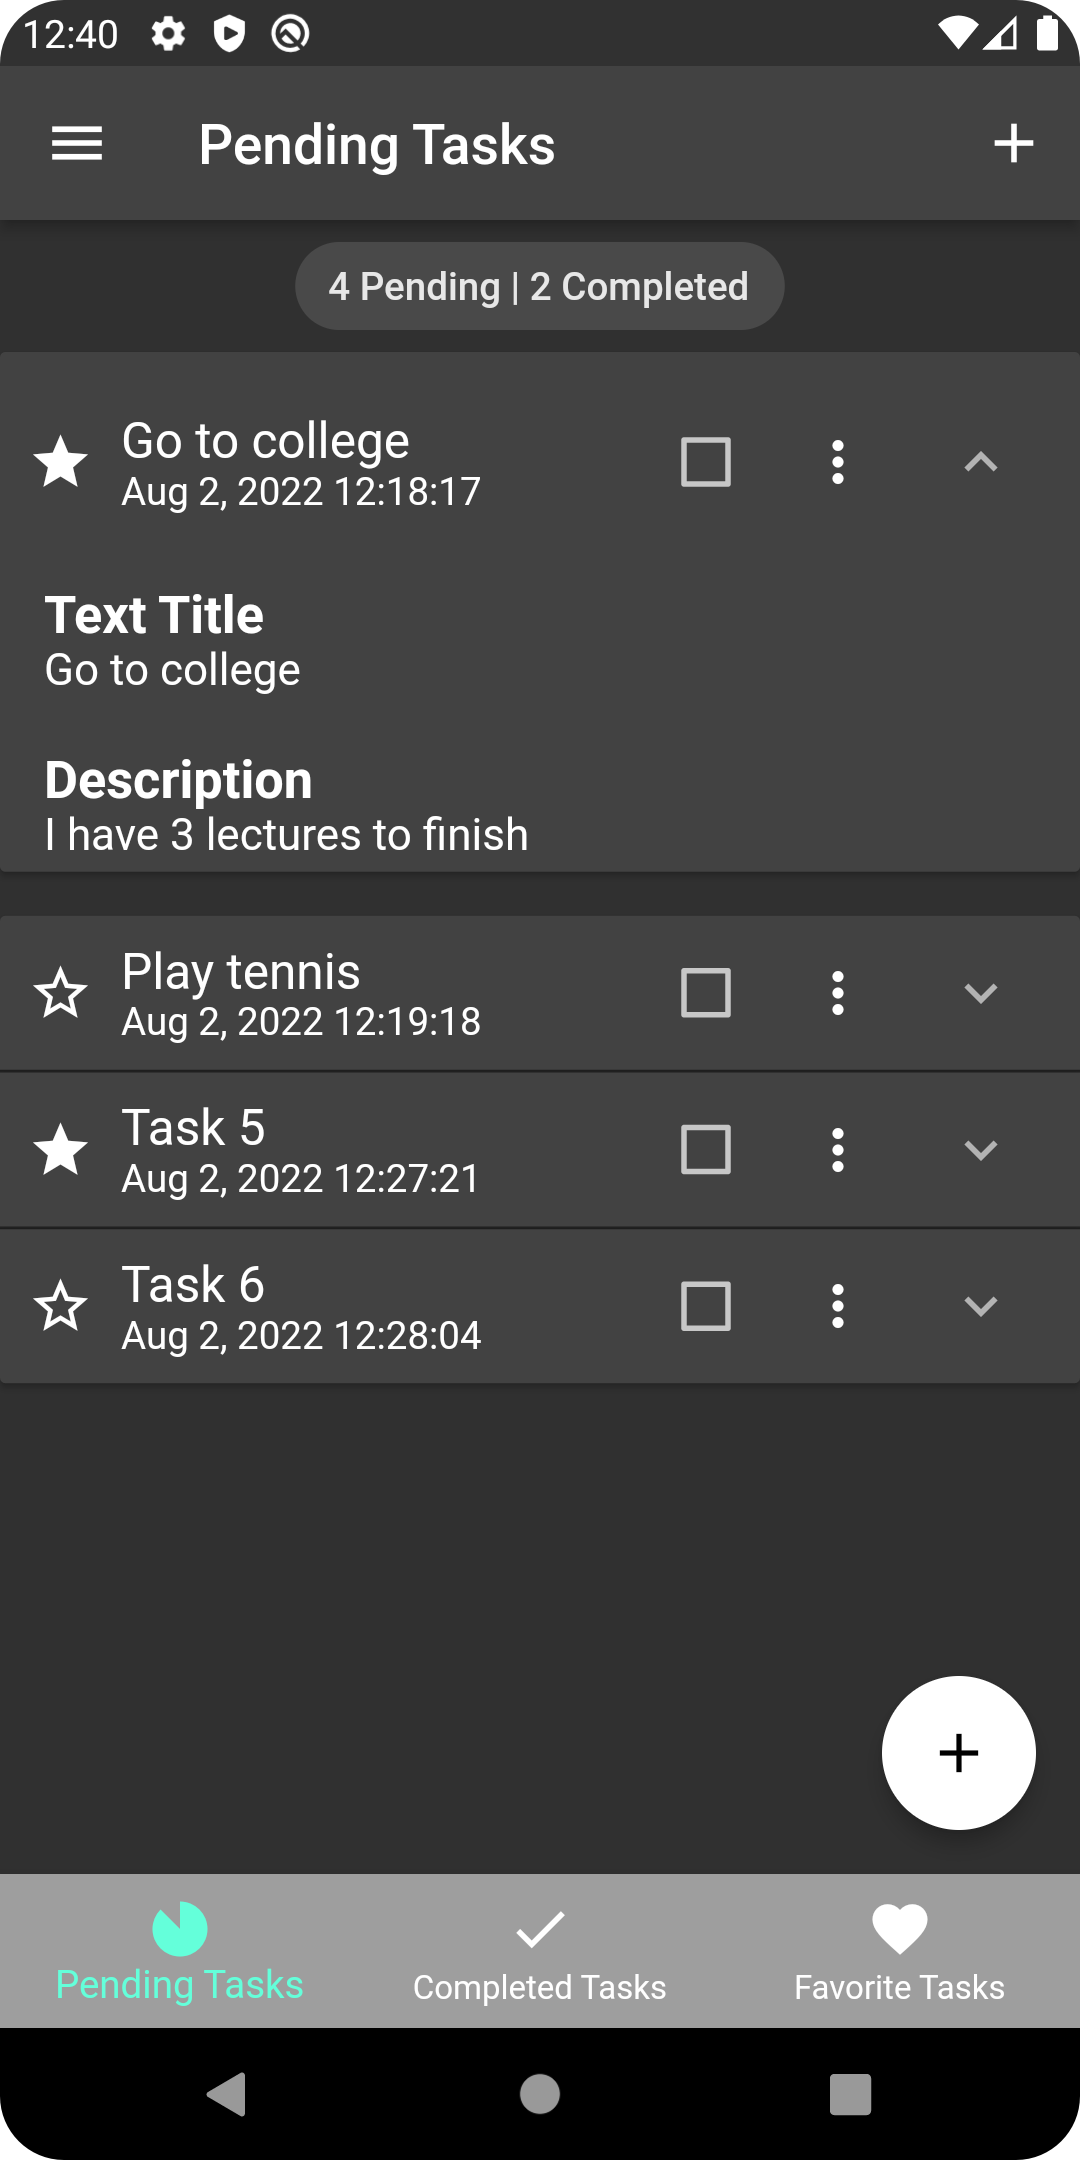 12:40
Pending Tasks
4 Pending | 2 Completed
Go to college
Aug 2, 2022 12:18:17
Text Title
Go to college
Description
I have 3 lectures to finish
Play tennis
Aug 2, 2022 12:19:18
Task 5
Aug 2, 2022 12:27:21
Task 6
Aug 2, 2022 12:28:04
Pending Tasks
Completed Tasks
Favorite Tasks